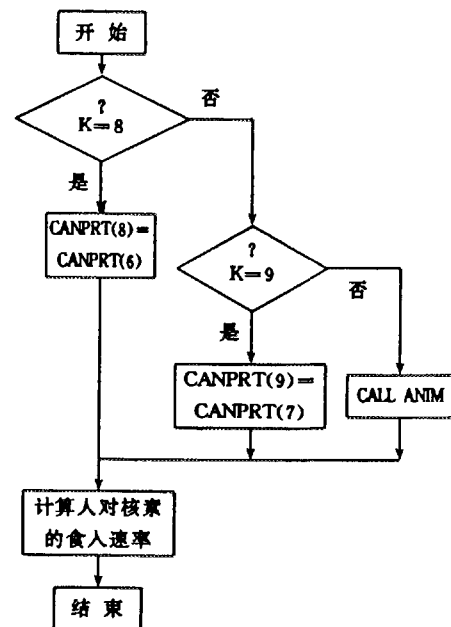 开 始
?
K=8
否
是
CANPRT(8)=
CANPRT(6)
?
K=9
否
是
CANPRT(9)=
CANPRT(7)
CALL ANIM
计算人对核素
的食入速率
结 束